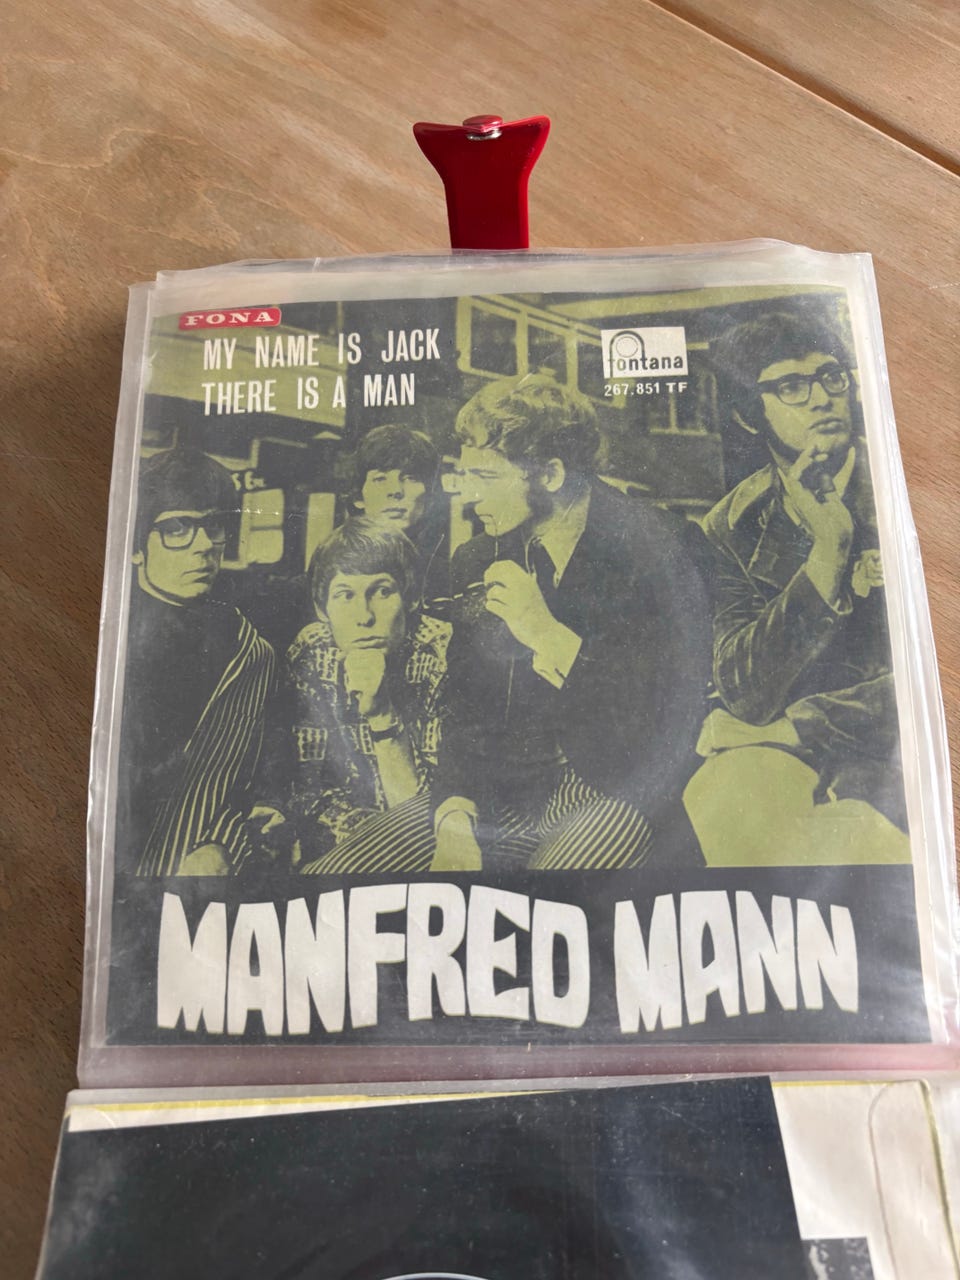 FONA
MY NAME IS JACK
THERE IS A MAN
fontana
267.851 TF
MANFRED MANN